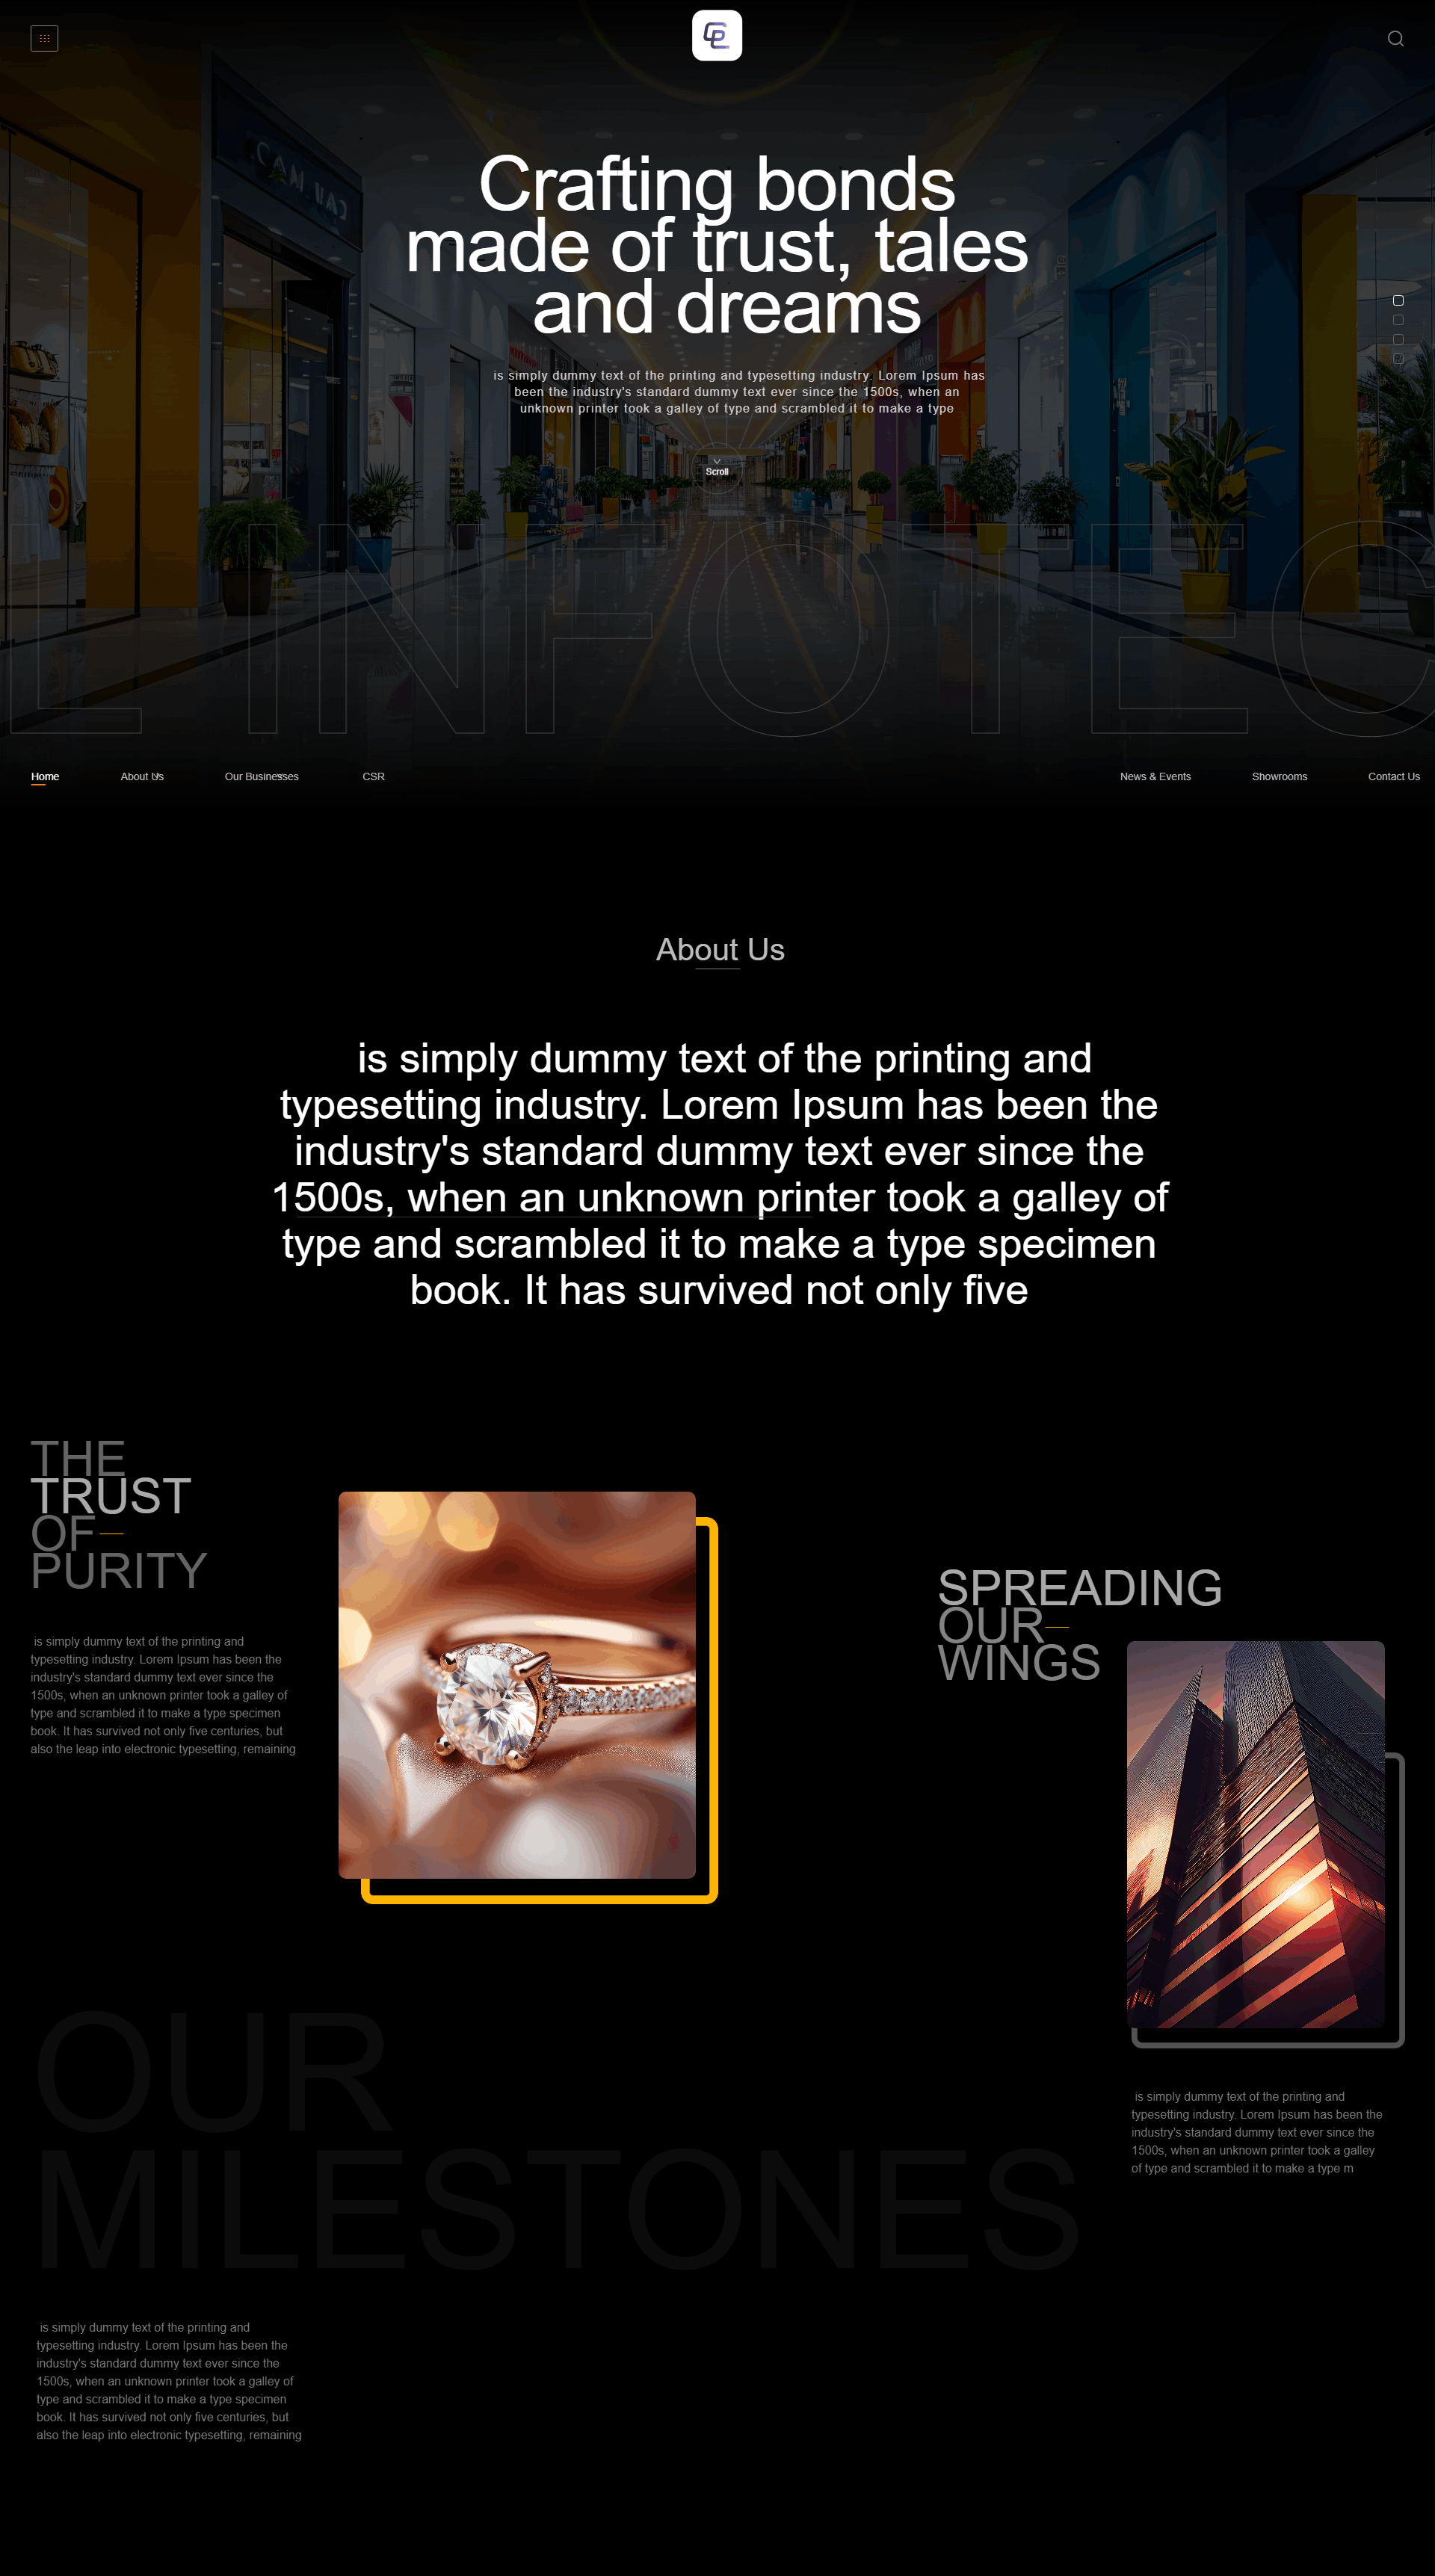 Crafting bonds
made of trust, tales
and dreams
is simply dummy text of the printing and typesetting industry. Lorem Ipsum has
been the industry's standard dummy text ever since the 1500s, when an
unknown printer took a galley of type and scrambled it to make a type
Scroll
INFOTEC
Home
About Us
Our Businesses
CSR
News & Events
Showrooms
Contact Us
About Us
is simply dummy text of the printing and
typesetting industry. Lorem Ipsum has been the
industry's standard dummy text ever since the
1500s, when an unknown printer took a galley of
type and scrambled it to make a type specimen
book. It has survived not only five
THE
TRUST
OF
PURITY
is simply dummy text of the printing and
typesetting industry. Lorem Ipsum has been the
industry's standard dummy text ever since the
1500s, when an unknown printer took a galley of
type and scrambled it to make a type specimen
book. It has survived not only five centuries, but
also the leap into electronic typesetting, remaining
SPREADING
OUR
WINGS
is simply dummy text of the printing and
typesetting industry. Lorem Ipsum has been the
industry's standard dummy text ever since the
1500s, when an unknown printer took a galley
of type and scrambled it to make a type m
OUR
MILESTONES
is simply dummy text of the printing and
typesetting industry. Lorem Ipsum has been the
industry's standard dummy text ever since the
1500s, when an unknown printer took a galley of
type and scrambled it to make a type specimen
book. It has survived not only five centuries, but
also the leap into electronic typesetting, remaining